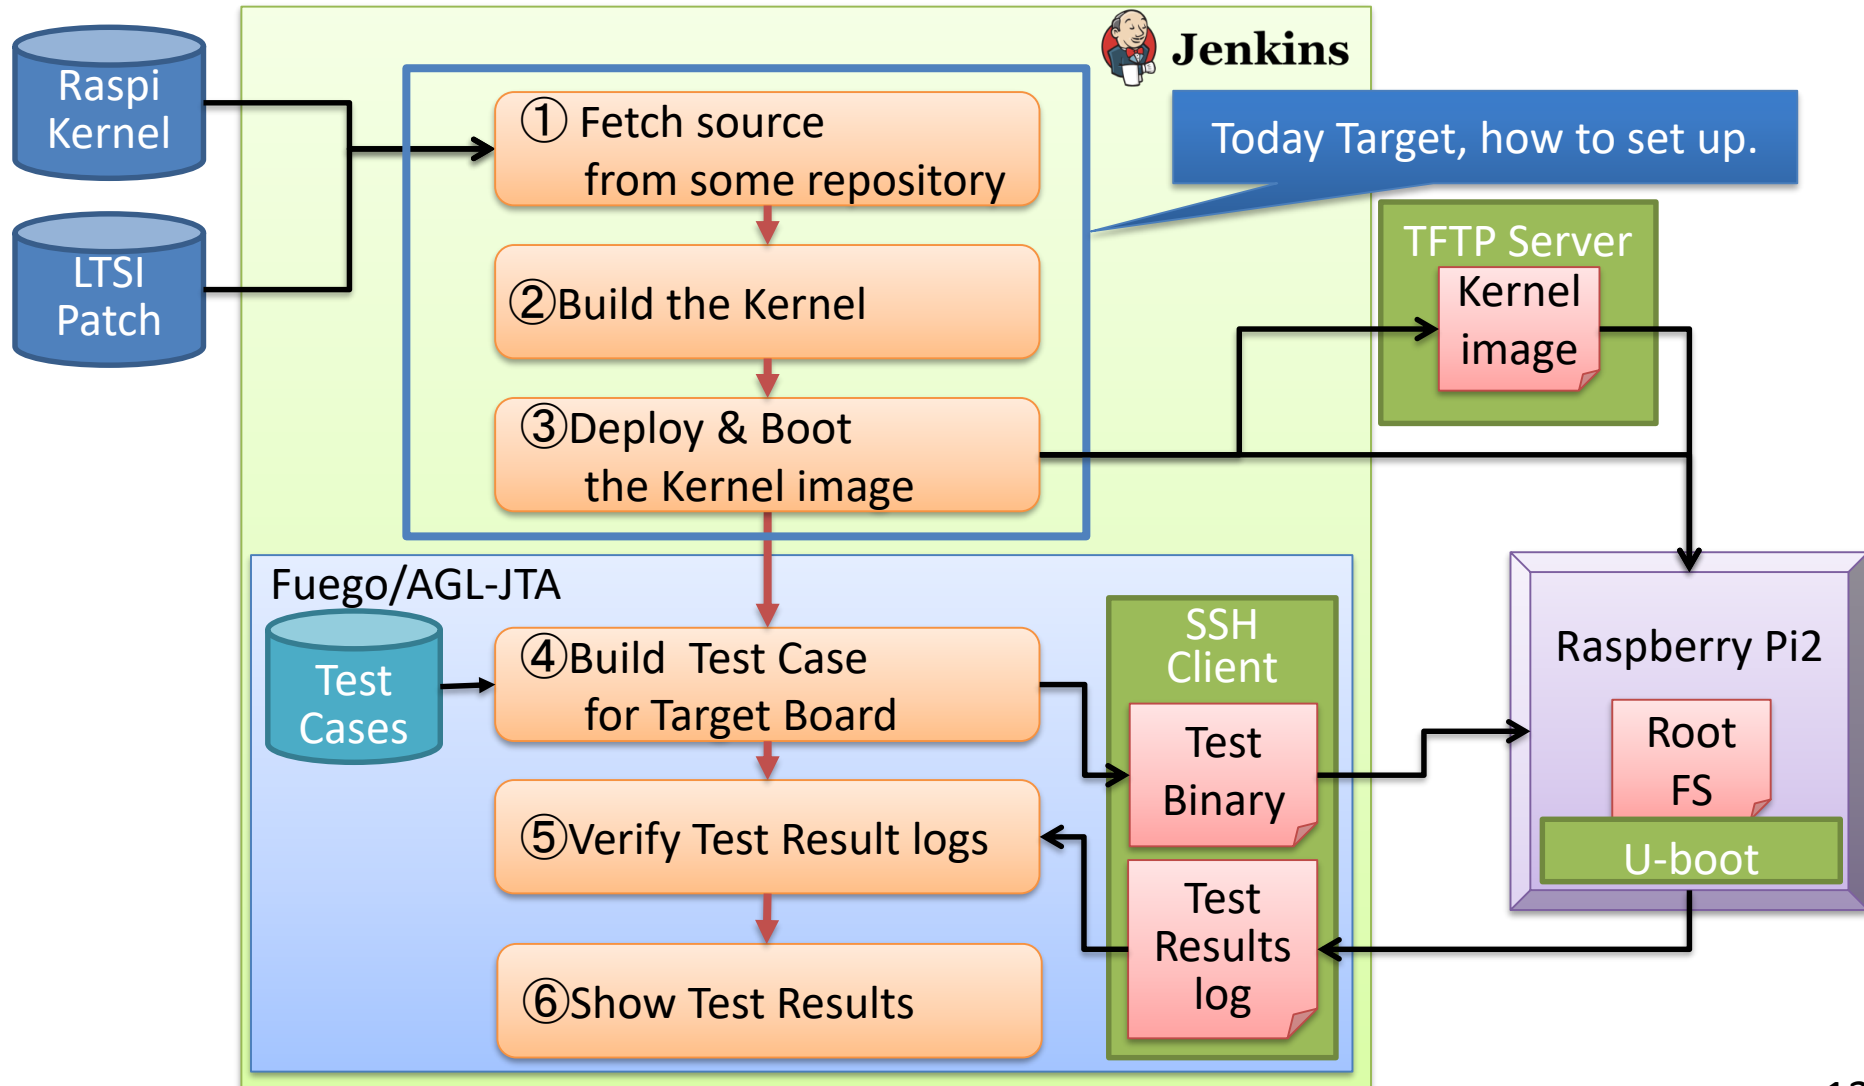 Jenkins
Raspi
Kernel
LTSI
Patch
① Fetch source
from some repository
②Build the Kernel
③Deploy & Boot
the Kernel image
Today Target, how to set up.
TFTP Server
Kernel
image
Fuego/AGL-JTA
Test
Cases
④Build  Test Case
for Target Board
⑤Verify Test Result logs
⑥Show Test Results
SSH
Client
Test
Binary
Test
Results
log
Raspberry Pi2
Root
FS
U-boot